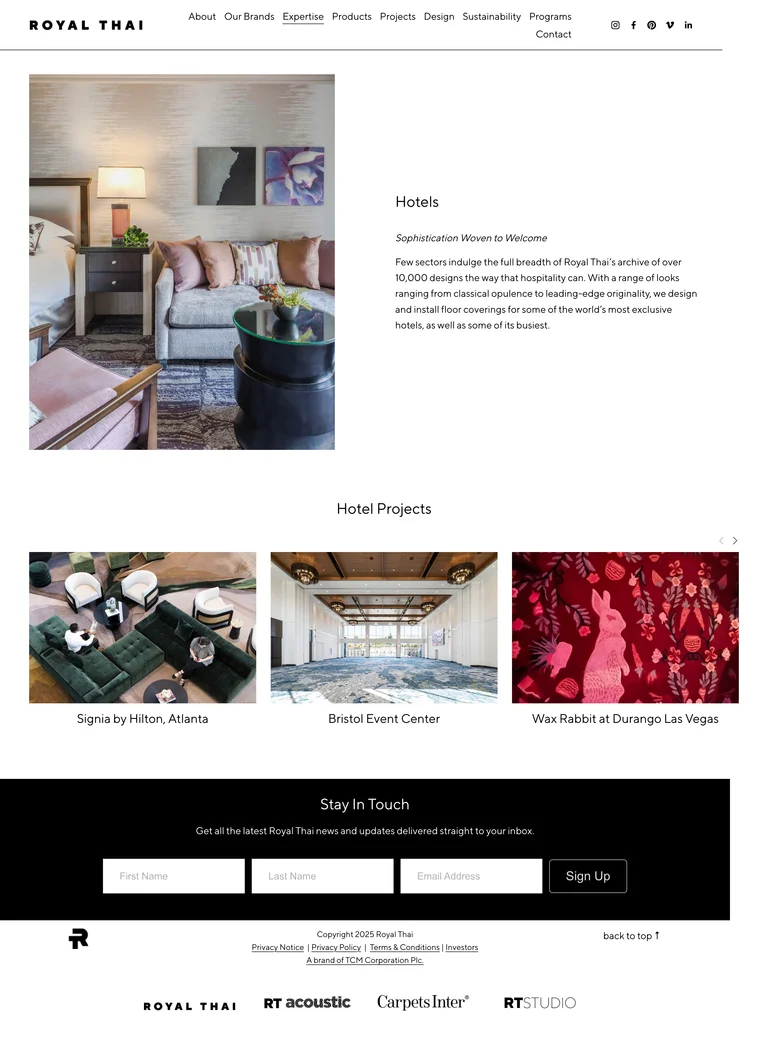 ROYAL THAI
About Our Brands Expertise Products Projects Design Sustainability Programs
Contact
Hotels
Sophistication Woven to Welcome
Few sectors indulge the full breadth of Royal Thai’s archive of over
10,000 designs the way that hospitality can. With a range of looks
ranging from classical opulence to leading-edge originality, we design
and install floor coverings for some of the world’s most exclusive
hotels, as well as some of its busiest.
Hotel Projects
Signia by Hilton, Atlanta
Bristol Event Center
Wax Rabbit at Durango Las Vegas
Stay In Touch
Get all the latest Royal Thai news and updates delivered straight to your inbox.
First Name
Last Name
Email Address
Sign Up
Copyright 2025 Royal Thai
Privacy Notice | Privacy Policy | Terms & Conditions | Investors
A brand of TCM Corporation Plc.
back to top ↑
ROYAL THAI
RT acoustic
Carpets Inter®
RTSTUDIO